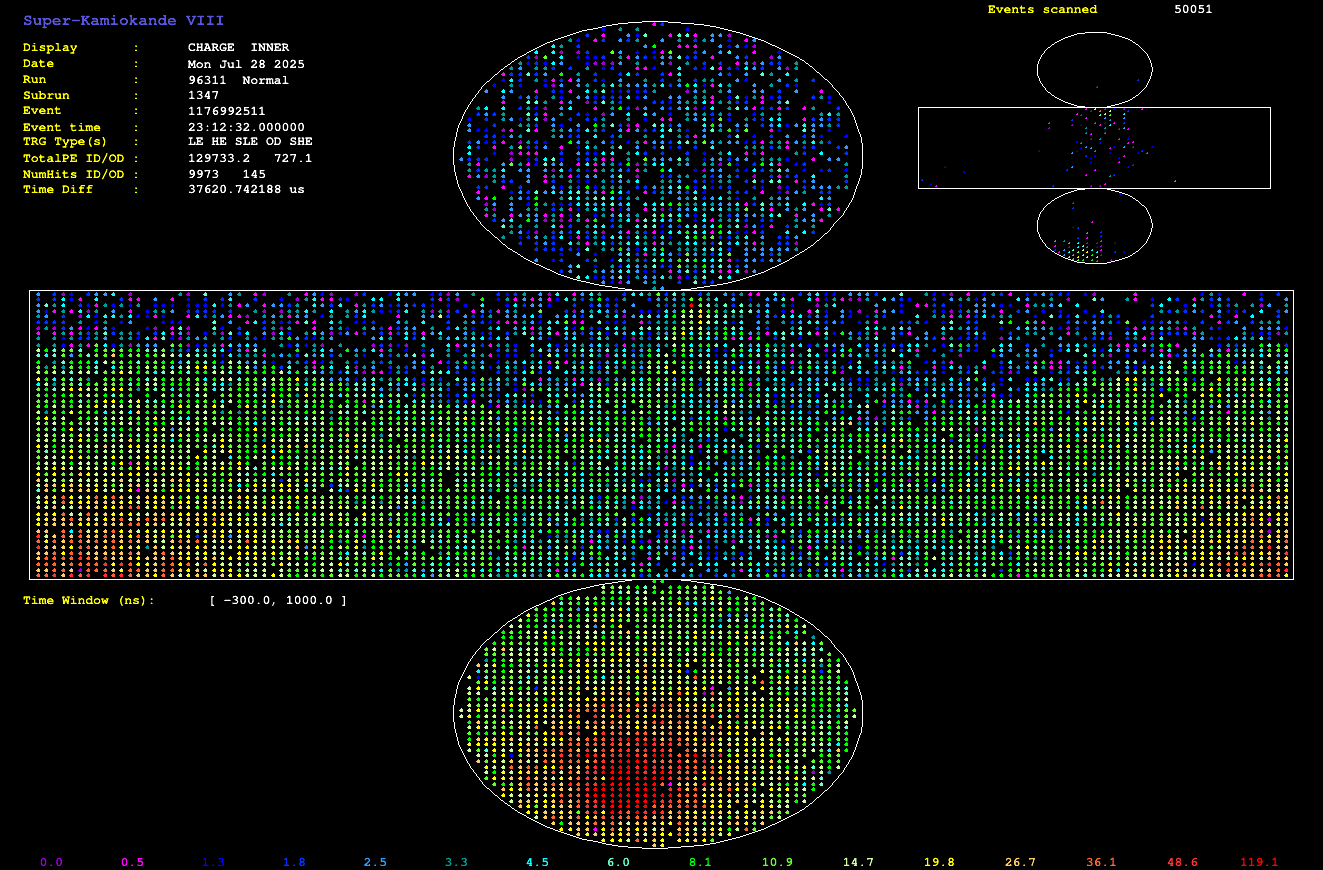 Super-Kamiokande VIII
Events scanned 50051
Display : CHARGE INNER
Date : Mon Jul 28 2025
Run : 96311 Normal
Subrun : 1347
Event : 1176992511
Event time : 23:12:32.000000
TRG Type(s) : LE HE SLE OD SHE
TotalPE ID/OD : 129733.2 727.1
NumHits ID/OD : 9973 145
Time Diff : 37620.742188 us
Time Window (ns): [ -300.0, 1000.0 ]
0.0 0.5 1.3 1.8 2.5 3.3 4.5 6.0 8.1 10.9 14.7 19.8 26.7 36.1 48.6 119.1